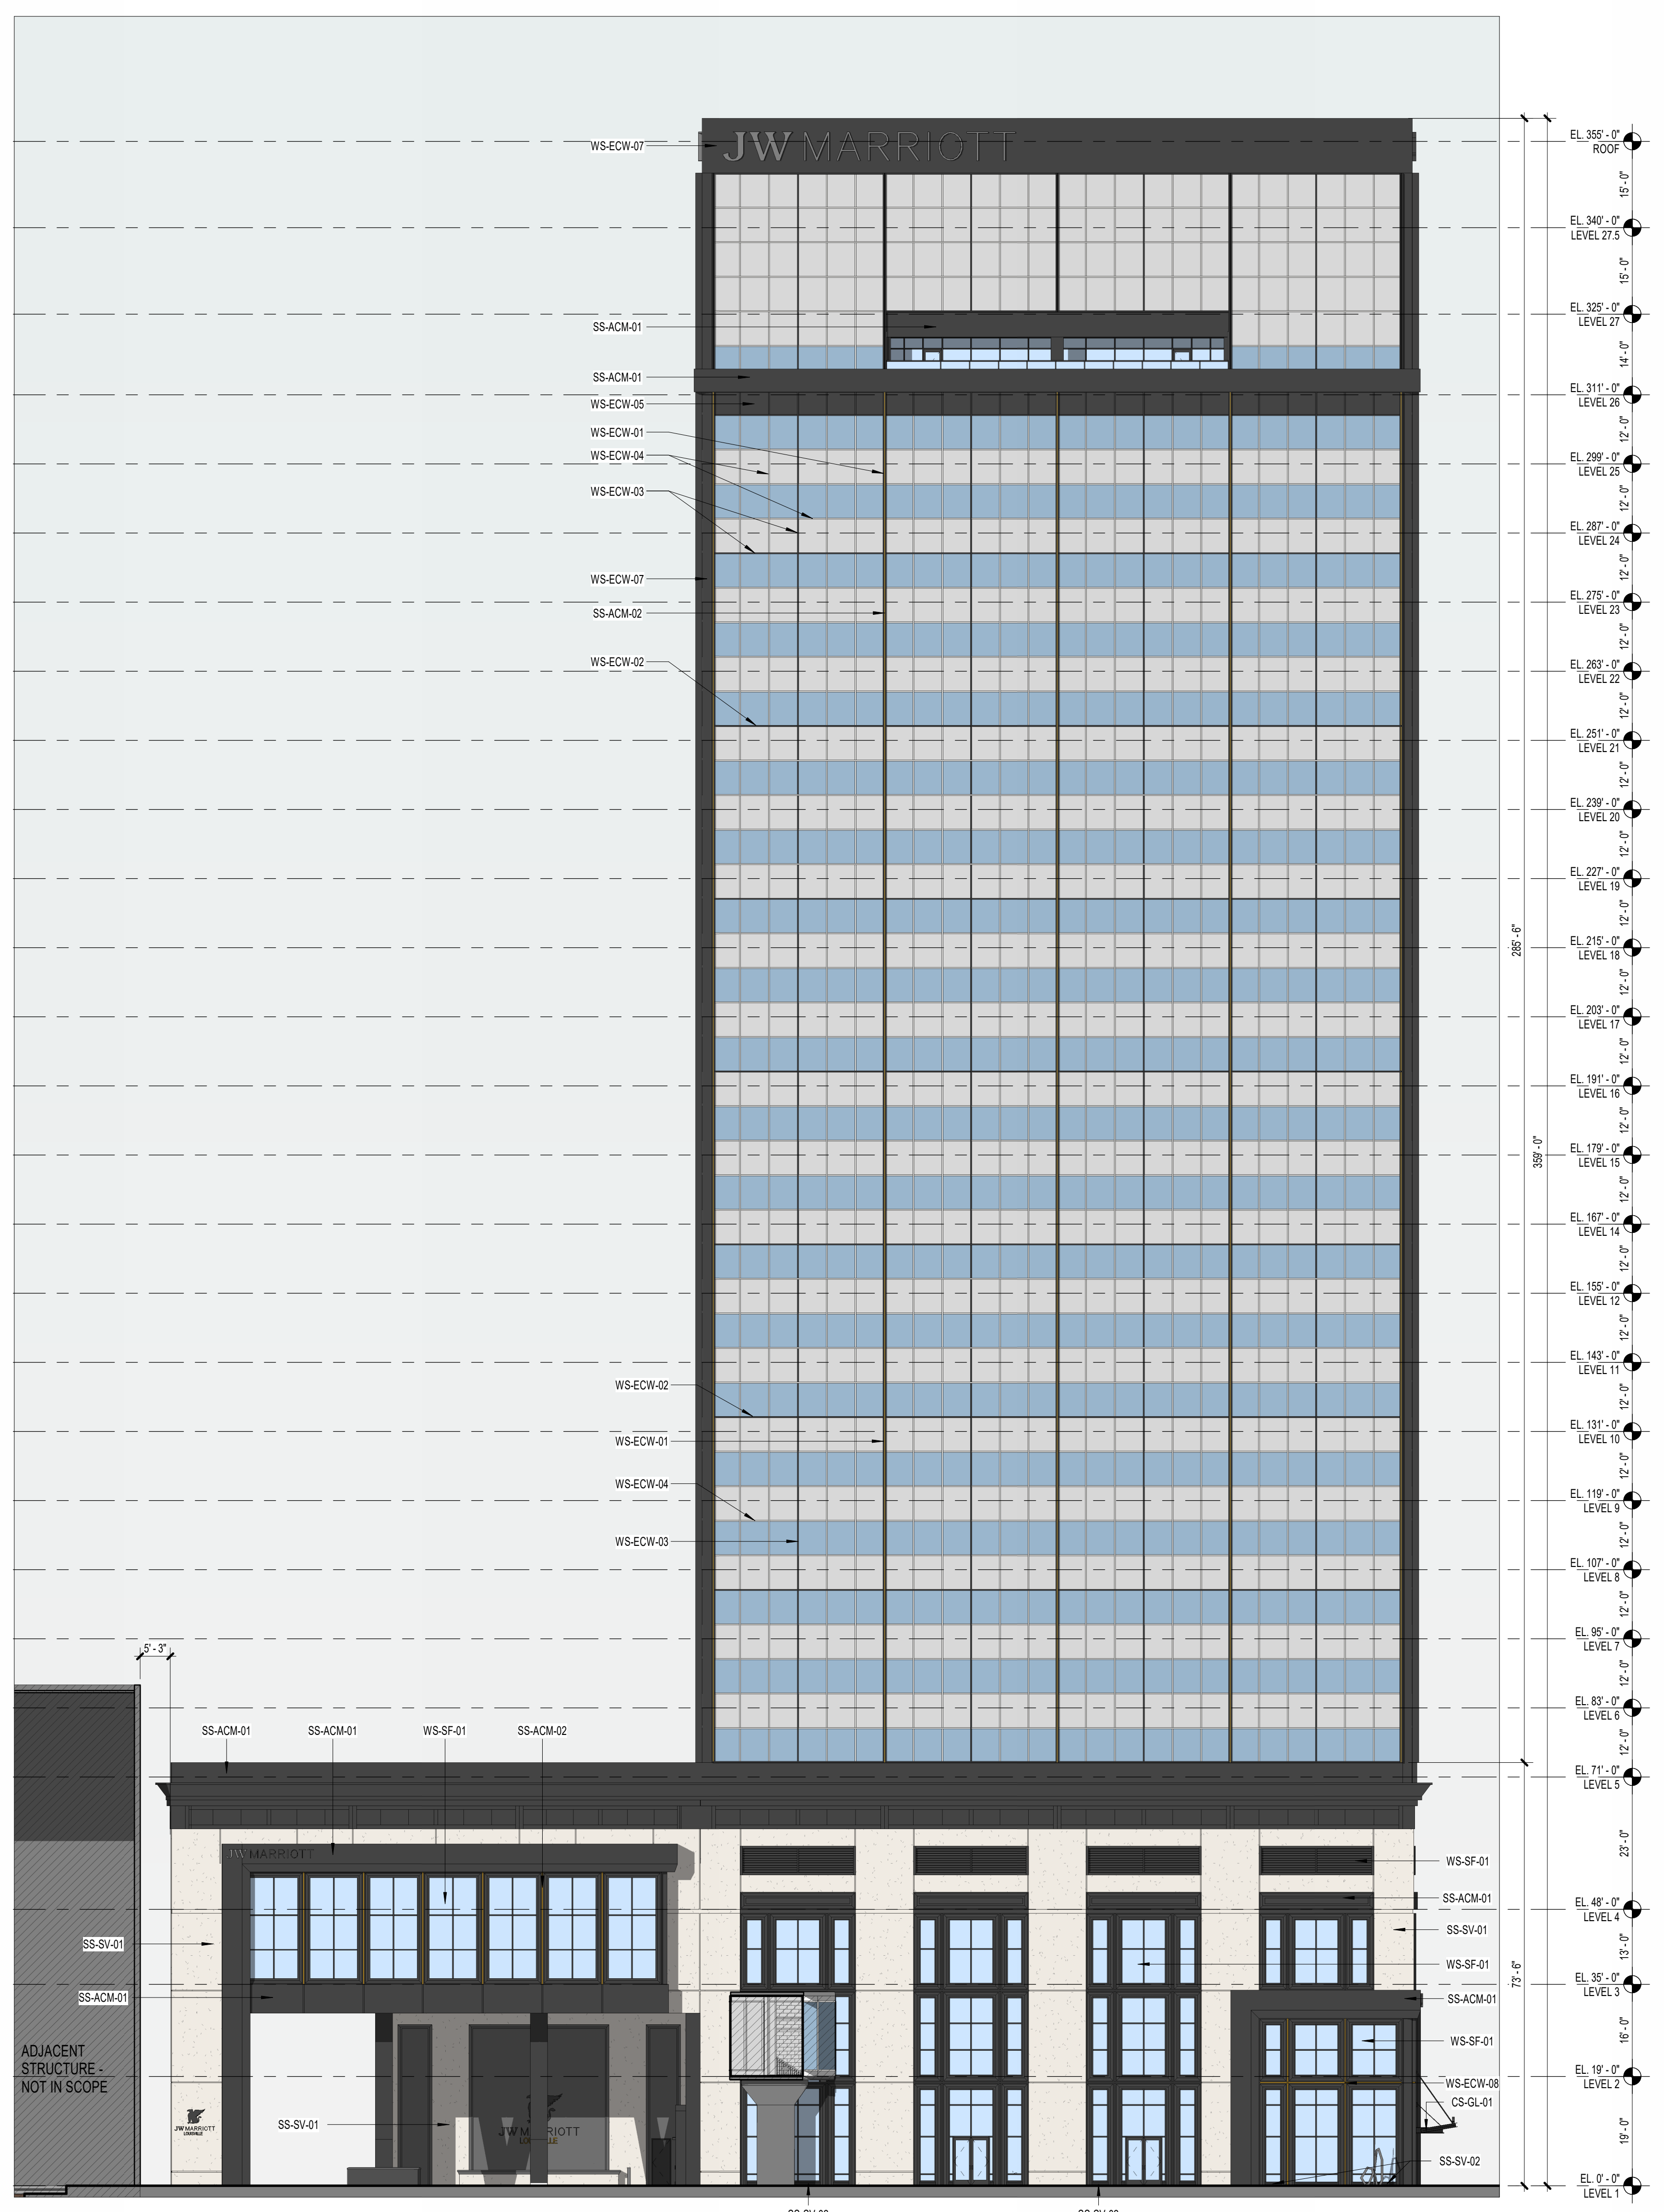 JW MARRIOTT
WS-ECW-07
SS-ACM-01
SS-ACM-01
WS-ECW-05
WS-ECW-01
WS-ECW-04
WS-ECW-03
WS-ECW-07
SS-ACM-02
WS-ECW-02
WS-ECW-02
WS-ECW-01
WS-ECW-04
WS-ECW-03
5' - 3"
SS-ACM-01
SS-ACM-01
WS-SF-01
SS-ACM-02
JW MARRIOTT
SS-SV-01
SS-ACM-01
ADJACENT
STRUCTURE -
NOT IN SCOPE
JW MARRIOTT
LOUISVILLE
SS-SV-01
WS-SF-01
SS-ACM-01
SS-SV-01
WS-SF-01
SS-ACM-01
WS-SF-01
WS-ECW-08
CS-GL-01
SS-SV-02
285' - 6"
359' - 0"
73' - 6"
EL. 355' - 0"
ROOF
15' - 0"
EL. 340' - 0"
LEVEL 27.5
15' - 0"
EL. 325' - 0"
LEVEL 27
14' - 0"
EL. 311' - 0"
LEVEL 26
12' - 0"
EL. 299' - 0"
LEVEL 25
12' - 0"
EL. 287' - 0"
LEVEL 24
12' - 0"
EL. 275' - 0"
LEVEL 23
12' - 0"
EL. 263' - 0"
LEVEL 22
12' - 0"
EL. 251' - 0"
LEVEL 21
12' - 0"
EL. 239' - 0"
LEVEL 20
12' - 0"
EL. 227' - 0"
LEVEL 19
12' - 0"
EL. 215' - 0"
LEVEL 18
12' - 0"
EL. 203' - 0"
LEVEL 17
12' - 0"
EL. 191' - 0"
LEVEL 16
12' - 0"
EL. 179' - 0"
LEVEL 15
12' - 0"
EL. 167' - 0"
LEVEL 14
12' - 0"
EL. 155' - 0"
LEVEL 12
12' - 0"
EL. 143' - 0"
LEVEL 11
12' - 0"
EL. 131' - 0"
LEVEL 10
12' - 0"
EL. 119' - 0"
LEVEL 9
12' - 0"
EL. 107' - 0"
LEVEL 8
12' - 0"
EL. 95' - 0"
LEVEL 7
12' - 0"
EL. 83' - 0"
LEVEL 6
12' - 0"
EL. 71' - 0"
LEVEL 5
23' - 0"
EL. 48' - 0"
LEVEL 4
13' - 0"
EL. 35' - 0"
LEVEL 3
16' - 0"
EL. 19' - 0"
LEVEL 2
19' - 0"
EL. 0' - 0"
LEVEL 1